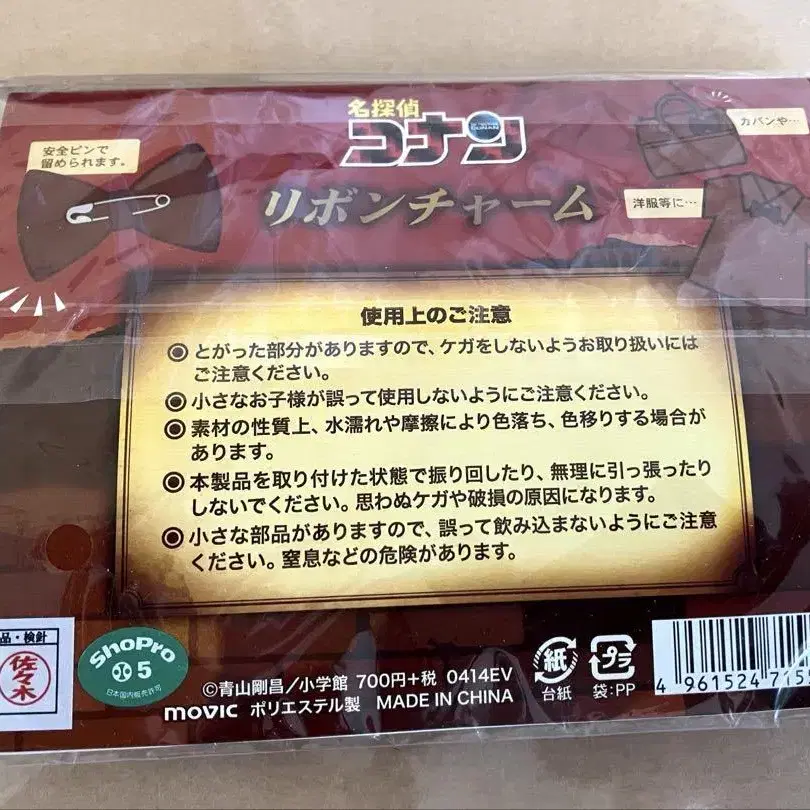 名探偵
コナン
リボンチャーム
安全ピンで
留められます。
カバンや…
洋服等に…
使用上のご注意
◉とがった部分がありますので、ケガをしないようお取り扱いには
ご注意ください。
◉小さなお子様が誤って使用しないようにご注意ください。
◉素材の性質上、水濡れや摩擦により色落ち、色移りする場合が
あります。
◉本製品を取り付けた状態で振り回したり、無理に引っ張ったり
しないでください。思わぬケガや破損の原因になります。
◉小さな部品がありますので、誤って飲み込まないようにご注意
ください。窒息などの危険があります。
品・検針
佐々木
ShoPro
5
日本国内販売許可
©青山剛昌/小学館 700円+税 0414EV
movic ポリエステル製 MADE IN CHINA
紙
台紙
プラ
袋:PP
4 961524 715